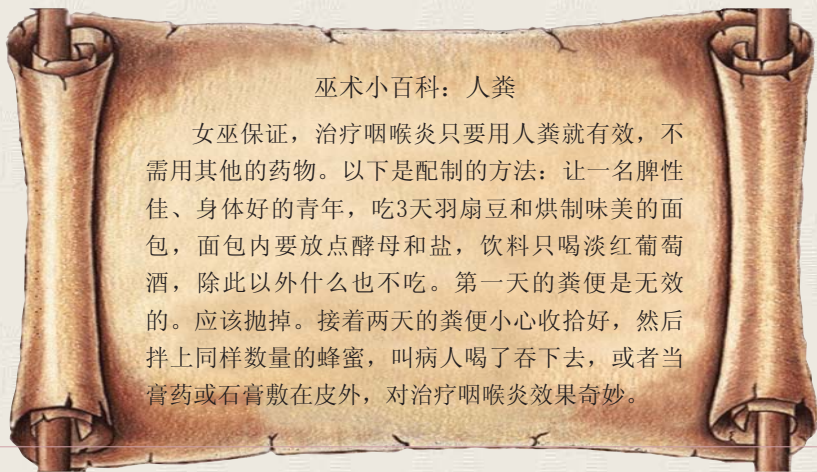 巫术小百科：人粪
女巫保证，治疗咽喉炎只要用人粪就有效，不
需用其他的药物。以下是配制的方法：让一名脾性
佳、身体好的青年，吃3天羽扇豆和烘制味美的面
包，面包内要放点酵母和盐，饮料只喝淡红葡萄
酒，除此以外什么也不吃。第一天的粪便是无效
的。应该抛掉。接着两天的粪便小心收拾好，然后
拌上同样数量的蜂蜜，叫病人喝了吞下去，或者当
膏药或石膏敷在皮外，对治疗咽喉炎效果奇妙。